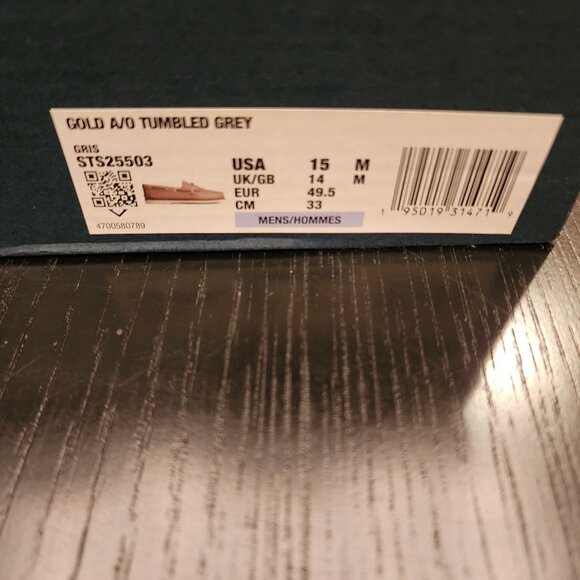 GOLD A/O TUMBLED GREY
GRIS
STS25503
USA 15 M
UK/GB 14 M
EUR 49.5
CM 33
MENS/HOMMES
4700580789
1 95019 31471 9